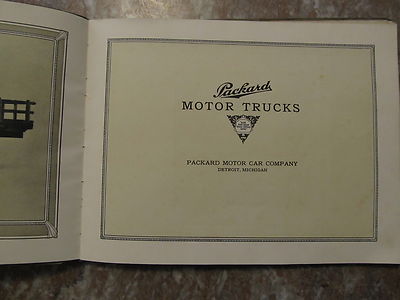 Packard
MOTOR TRUCKS
PACKARD MOTOR CAR COMPANY
DETROIT, MICHIGAN